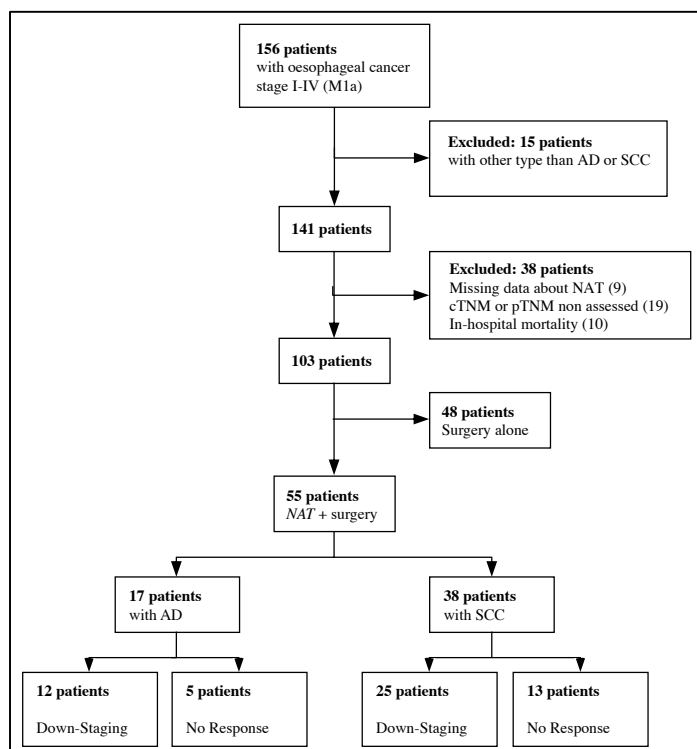 156 patients
with oesophageal cancer
stage I-IV (M1a)
Excluded: 15 patients
with other type than AD or SCC
141 patients
Excluded: 38 patients
Missing data about NAT (9)
cTNM or pTNM non assessed (19)
In-hospital mortality (10)
103 patients
48 patients
Surgery alone
55 patients
NAT + surgery
17 patients
with AD
38 patients
with SCC
12 patients
Down-Staging
5 patients
No Response
25 patients
Down-Staging
13 patients
No Response